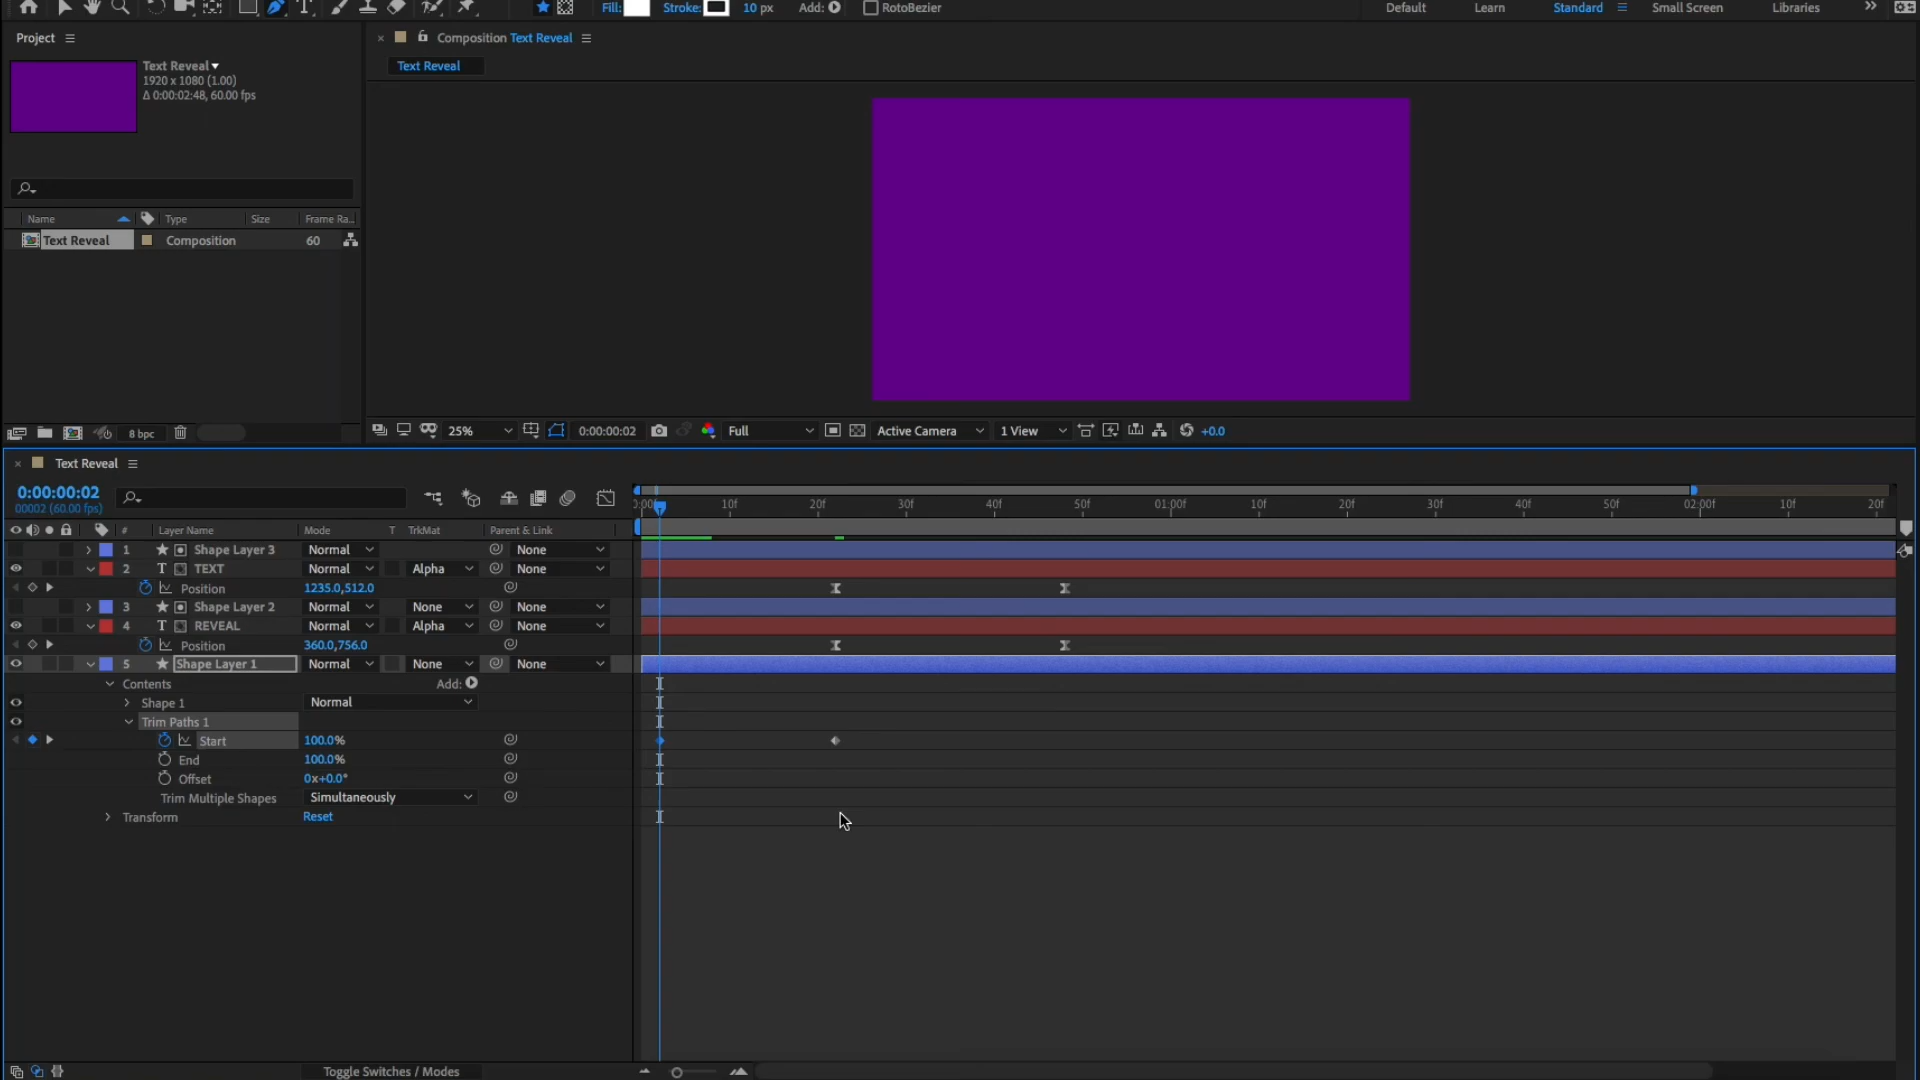 Fill: Stroke: 10 px Add: RotoBezier Default Learn Standard Small Screen Libraries
Project
Composition Text Reveal
Text Reveal
1920 x 1080 (1.00)
Δ 0:00:02:48, 60.00 fps
Text Reveal
Name Type Size Frame Ra...
Text Reveal Composition 60
8 bpc
25% 0:00:00:02 Full Active Camera 1 View +0.0
Text Reveal
0:00:00:02
00002 (60.00 fps)
10f 20f 30f 40f 50f 01:00f 10f 20f 30f 40f 50f 02:00f 10f 20f
# Layer Name Mode T TrkMat Parent & Link
1 Shape Layer 3 Normal None
2 T TEXT Normal Alpha None
Position 1235.0,512.0
3 Shape Layer 2 Normal None None
4 T REVEAL Normal Alpha None
Position 360.0,756.0
5 Shape Layer 1 Normal None None
Contents Add:
Shape 1 Normal
Trim Paths 1
Start 100.0%
End 100.0%
Offset 0x+0.0°
Trim Multiple Shapes Simultaneously
Transform Reset
Toggle Switches / Modes